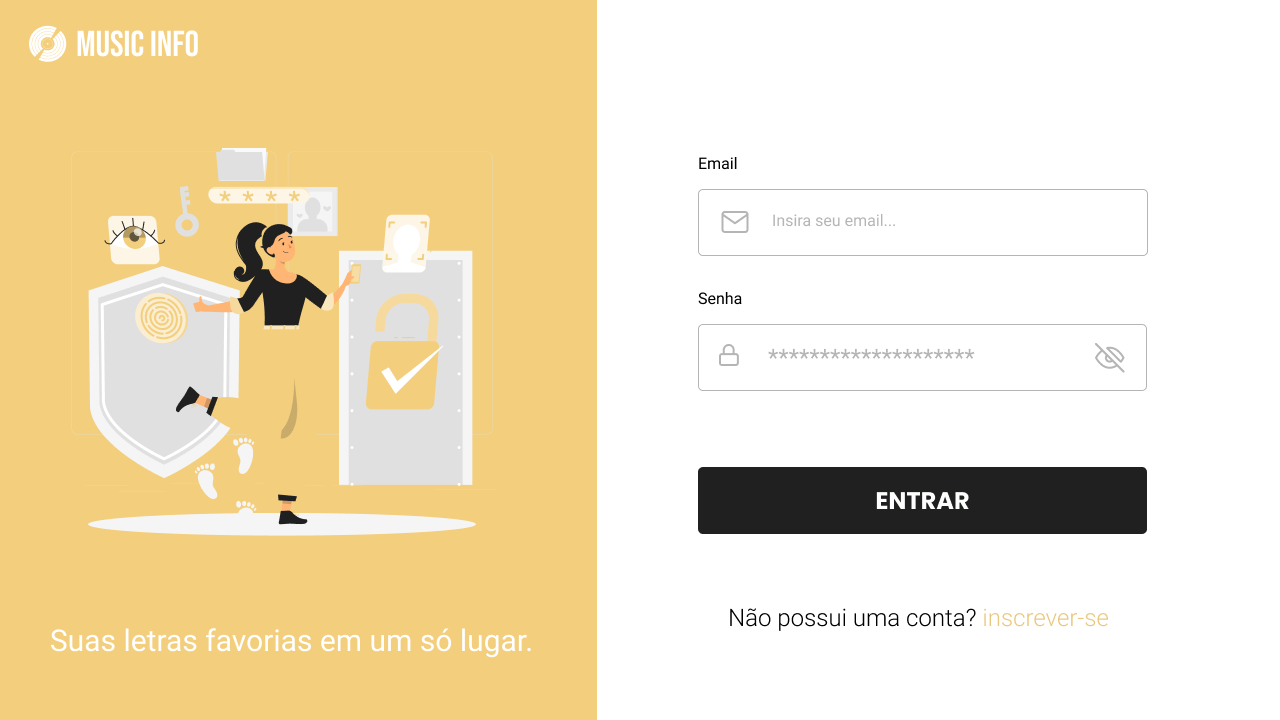 MUSIC INFO
* * * *
Suas letras favorias em um só lugar.
Email
Insira seu email...
Senha
********************
ENTRAR
Não possui uma conta? inscrever-se